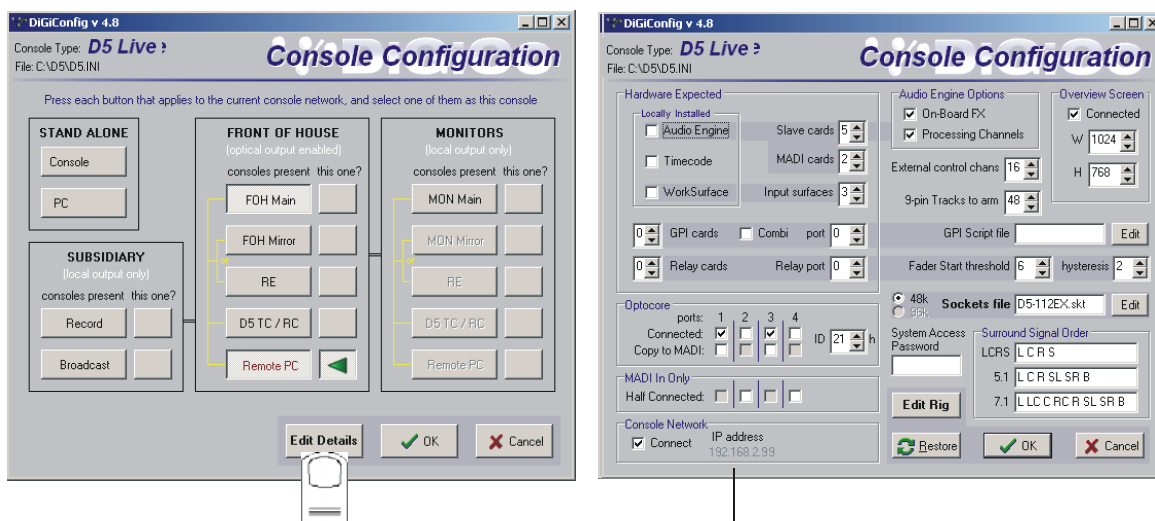 DiGiConfig v 4.8
Console Type: D5 Live :
File: C:\D5\D5.INI
Console Configuration
Press each button that applies to the current console network, and select one of them as this console
STAND ALONE
Console
PC
SUBSIDIARY
(local output only)
consoles present this one?
Record
Broadcast
FRONT OF HOUSE
(optical output enabled)
consoles present this one?
FOH Main
FOH Mirror
or
RE
D5 TC / RC
Remote PC
MONITORS
(local output only)
consoles present this one?
MON Main
MON Mirror
or
RE
D5 TC / RC
Remote PC
Edit Details
OK
Cancel
DiGiConfig v 4.8
Console Type: D5 Live :
File: C:\D5\D5.INI
Console Configuration
Hardware Expected
Locally Installed
Audio Engine
Timecode
WorkSurface
Slave cards 5
MADI cards 2
Input surfaces 3
0 GPI cards Combi port 0
0 Relay cards Relay port 0
Optocore
ports: 1 2 3 4
Connected:
Copy to MADI:
ID 21 h
MADI In Only
Half Connected:
Console Network
Connect IP address
192.168.2.99
Audio Engine Options
On-Board FX
Processing Channels
Overview Screen
Connected
W 1024
H 768
External control chans 16
9-pin Tracks to arm 48
GPI Script file Edit
Fader Start threshold 6 hysteresis 2
48k
96k
Sockets file D5-112EX.skt Edit
System Access
Password
Edit Rig
Surround Signal Order
LCRS L C R S
5.1 L C R SL SR B
7.1 L LC C RC R SL SR B
Restore
OK
Cancel